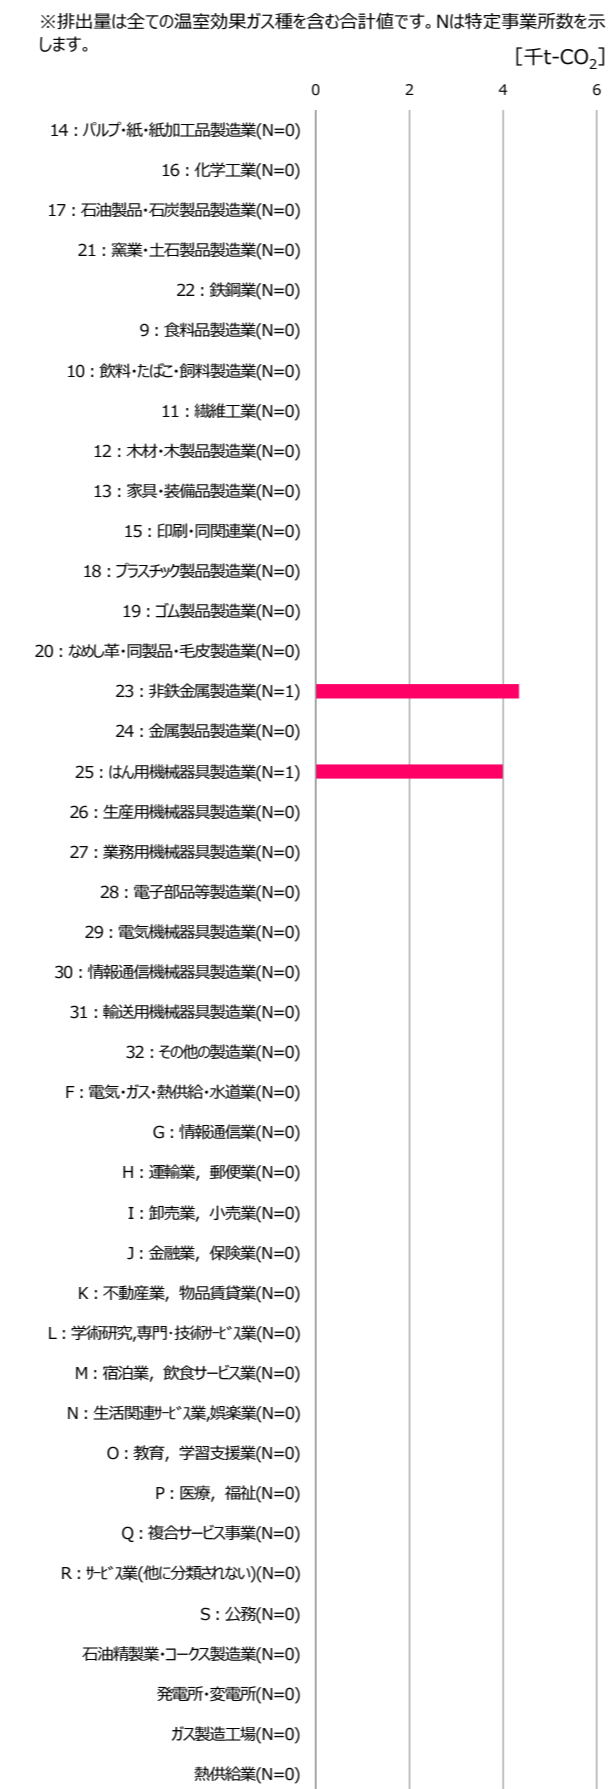 ※排出量は全ての温室効果ガス種を含む合計値です。Nは特定事業所数を示
します。
[千t-CO₂]
0 2 4 6
14：パルプ・紙・紙加工品製造業(N=0)
16：化学工業(N=0)
17：石油製品・石炭製品製造業(N=0)
21：窯業・土石製品製造業(N=0)
22：鉄鋼業(N=0)
9：食料品製造業(N=0)
10：飲料・たばこ・飼料製造業(N=0)
11：繊維工業(N=0)
12：木材・木製品製造業(N=0)
13：家具・装備品製造業(N=0)
15：印刷・同関連業(N=0)
18：プラスチック製品製造業(N=0)
19：ゴム製品製造業(N=0)
20：なめし革・同製品・毛皮製造業(N=0)
23：非鉄金属製造業(N=1)
24：金属製品製造業(N=0)
25：はん用機械器具製造業(N=1)
26：生産用機械器具製造業(N=0)
27：業務用機械器具製造業(N=0)
28：電子部品等製造業(N=0)
29：電気機械器具製造業(N=0)
30：情報通信機械器具製造業(N=0)
31：輸送用機械器具製造業(N=0)
32：その他の製造業(N=0)
F：電気・ガス・熱供給・水道業(N=0)
G：情報通信業(N=0)
H：運輸業，郵便業(N=0)
I：卸売業，小売業(N=0)
J：金融業，保険業(N=0)
K：不動産業，物品賃貸業(N=0)
L：学術研究,専門・技術ｻｰﾋﾞｽ業(N=0)
M：宿泊業，飲食サービス業(N=0)
N：生活関連ｻｰﾋﾞｽ業,娯楽業(N=0)
O：教育，学習支援業(N=0)
P：医療，福祉(N=0)
Q：複合サービス事業(N=0)
R：ｻｰﾋﾞｽ業(他に分類されない)(N=0)
S：公務(N=0)
石油精製業・コークス製造業(N=0)
発電所・変電所(N=0)
ガス製造工場(N=0)
熱供給業(N=0)